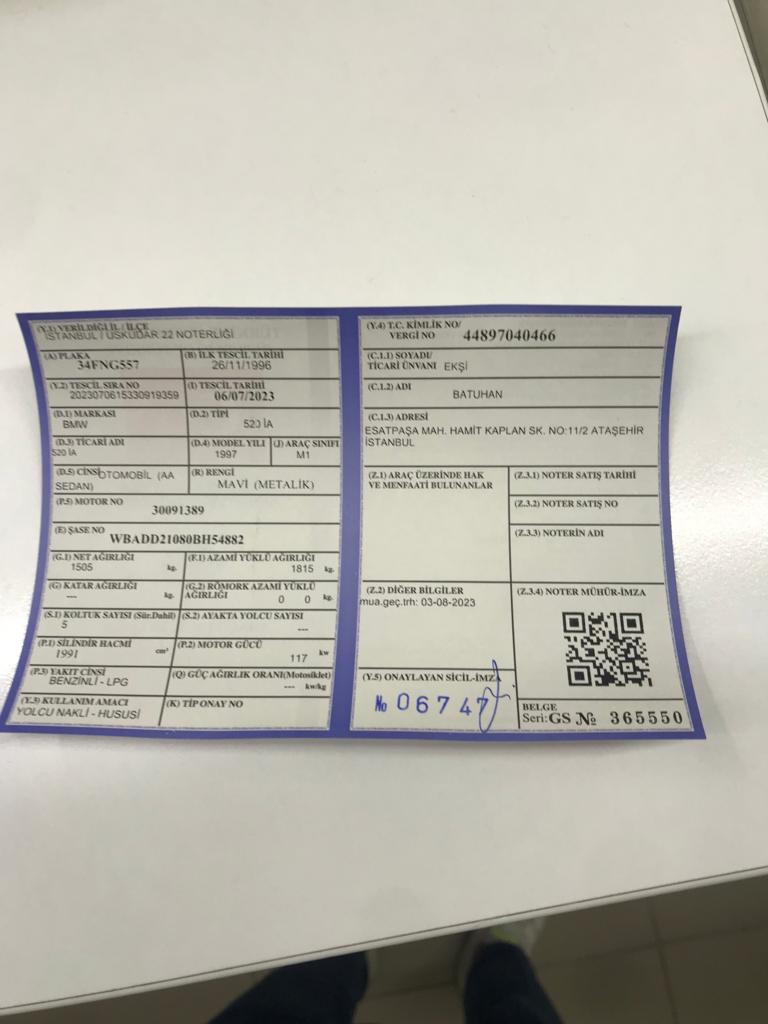 (Y.1) VERİLDİĞİ İL / İLÇE
İSTANBUL / ÜSKÜDAR 22 NOTERLİĞİ
(A) PLAKA
34FNG557
(B) İLK TESCİL TARİHİ
26/11/1996
(Y.2) TESCİL SIRA NO
2023070615330919359
(I) TESCİL TARİHİ
06/07/2023
(D.1) MARKASI
BMW
(D.2) TİPİ
520 İA
(D.3) TİCARİ ADI
520 İA
(D.4) MODEL YILI
1997
(J) ARAÇ SINIFI
M1
(D.5) CİNSİ OTOMOBİL (AA
SEDAN)
(R) RENGİ
MAVİ (METALİK)
(P.5) MOTOR NO
30091389
(E) ŞASE NO
WBADD21080BH54882
(G.1) NET AĞIRLIĞI
1505 kg.
(F.1) AZAMİ YÜKLÜ AĞIRLIĞI
1815 kg.
(G) KATAR AĞIRLIĞI
--- kg.
(G.2) RÖMORK AZAMİ YÜKLÜ
AĞIRLIĞI 0 0 kg.
(S.1) KOLTUK SAYISI (Sür.Dahil)
5
(S.2) AYAKTA YOLCU SAYISI
---
(P.1) SİLİNDİR HACMİ
1991 cm³
(P.2) MOTOR GÜCÜ
117 kw
(P.3) YAKIT CİNSİ
BENZİNLİ - LPG
(Q) GÜÇ AĞIRLIK ORANI(Motosiklet)
--- kw/kg
(Y.3) KULLANIM AMACI
YOLCU NAKLİ - HUSUSİ
(K) TİP ONAY NO
(Y.4) T.C. KİMLİK NO/
VERGİ NO 44897040466
(C.1.1) SOYADI/
TİCARİ ÜNVANI EKŞİ
(C.1.2) ADI
BATUHAN
(C.1.3) ADRESİ
ESATPAŞA MAH. HAMİT KAPLAN SK. NO:11/2 ATAŞEHİR
İSTANBUL
(Z.1) ARAÇ ÜZERİNDE HAK
VE MENFAATİ BULUNANLAR
(Z.3.1) NOTER SATIŞ TARİHİ
(Z.3.2) NOTER SATIŞ NO
(Z.3.3) NOTERİN ADI
(Z.2) DİĞER BİLGİLER
mua.geç.trh: 03-08-2023
(Z.3.4) NOTER MÜHÜR-İMZA
(Y.5) ONAYLAYAN SİCİL-İMZA
№ 06747
BELGE
Seri: GS № 365550